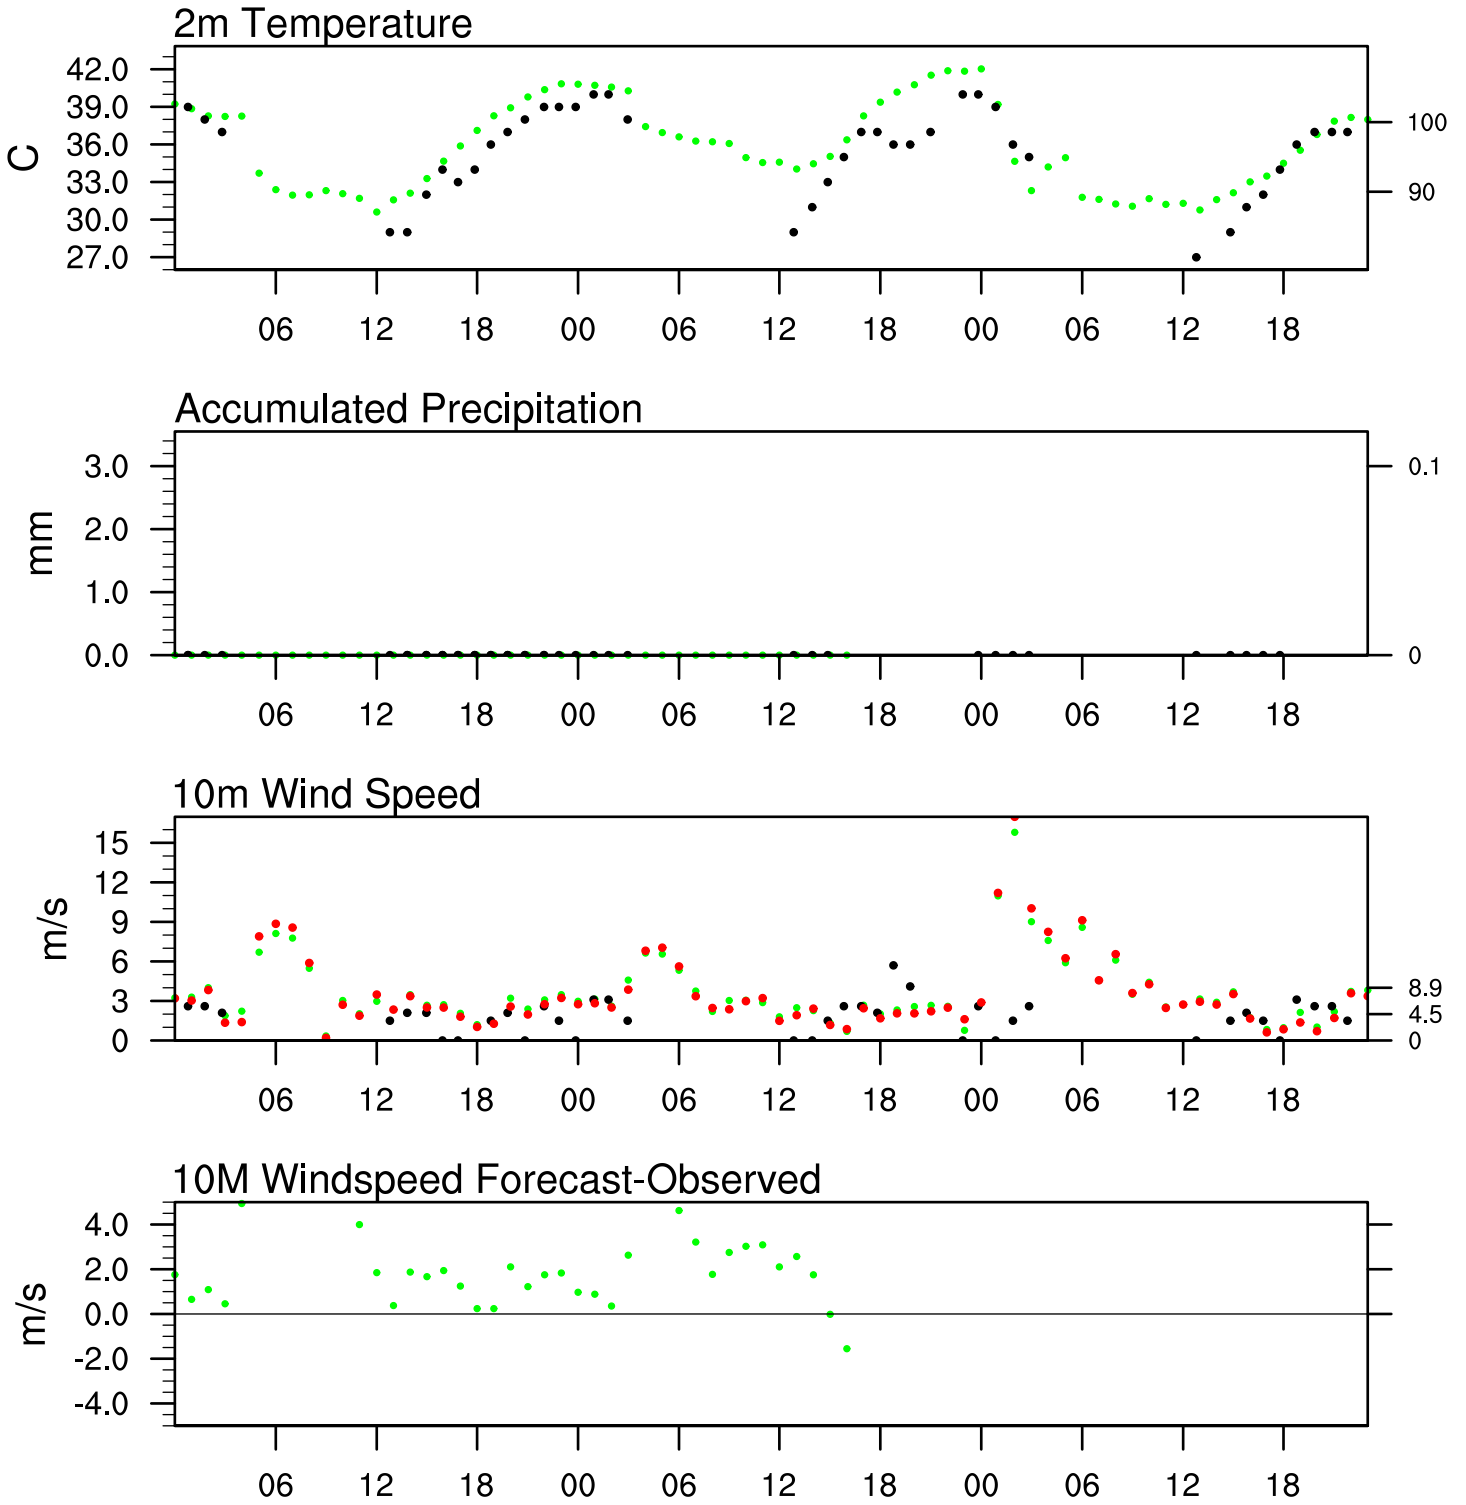 2m Temperature
42.0
39.0
36.0
33.0
30.0
27.0
C
100
90
06 12 18 00 06 12 18 00 06 12 18
Accumulated Precipitation
3.0
2.0
1.0
0.0
mm
0.1
0
06 12 18 00 06 12 18 00 06 12 18
10m Wind Speed
15
12
9
6
3
0
m/s
8.9
4.5
0
06 12 18 00 06 12 18 00 06 12 18
10M Windspeed Forecast-Observed
4.0
2.0
0.0
-2.0
-4.0
m/s
06 12 18 00 06 12 18 00 06 12 18